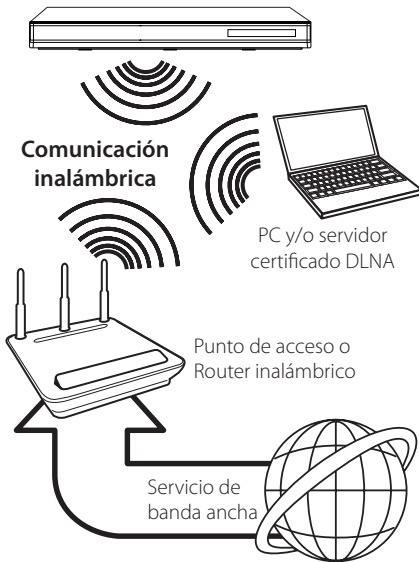 Comunicación
inalámbrica
PC y/o servidor
certificado DLNA
Punto de acceso o
Router inalámbrico
Servicio de
banda ancha